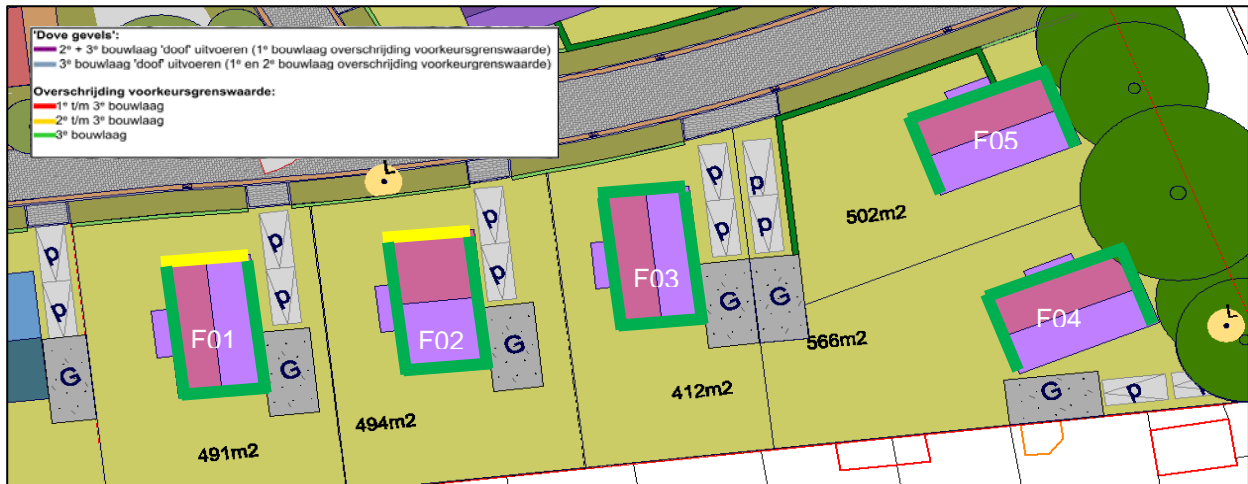 'Dove gevels':
2ᵉ + 3ᵉ bouwlaag 'doof' uitvoeren (1ᵉ bouwlaag overschrijding voorkeursgrenswaarde)
3ᵉ bouwlaag 'doof' uitvoeren (1ᵉ en 2ᵉ bouwlaag overschrijding voorkeurgrenswaarde)
Overschrijding voorkeursgrenswaarde:
1ᵉ t/m 3ᵉ bouwlaag
2ᵉ t/m 3ᵉ bouwlaag
3ᵉ bouwlaag
L
F05
p
p
p
p
502m2
p
p
p
p
p
p
F03
F01
F02
G
G
F04
L
566m2
G
G
G
412m2
G
p
p
494m2
491m2